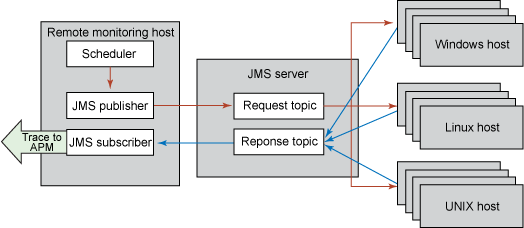 Remote monitoring host
Scheduler
JMS publisher
JMS subscriber
Trace to
APM
JMS server
Request topic
Reponse topic
Windows host
Linux host
UNIX host